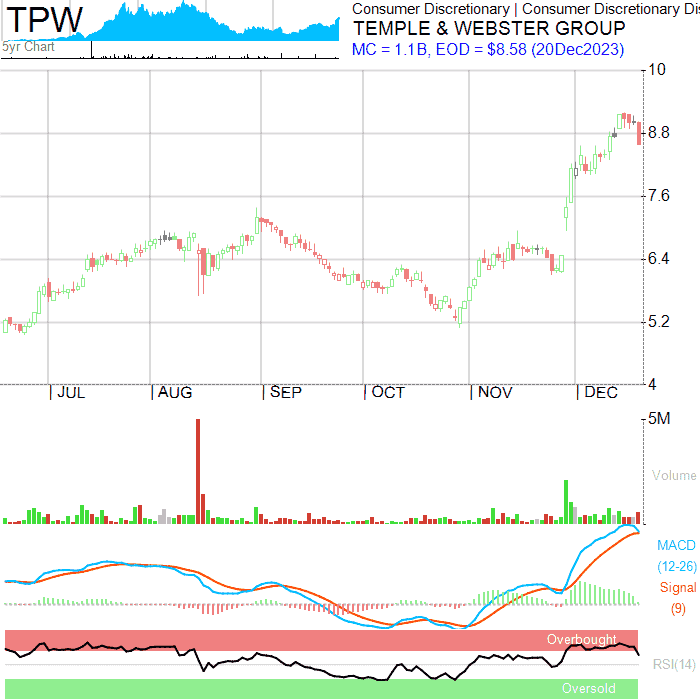 TPW
Consumer Discretionary | Consumer Discretionary Dis
TEMPLE & WEBSTER GROUP
5yr Chart
MC = 1.1B, EOD = $8.58 (20Dec2023)
10
8.8
7.6
6.4
5.2
4
JUL AUG SEP OCT NOV DEC
5M
Volume
MACD
(12-26)
Signal
(9)
Overbought
RSI(14)
Oversold